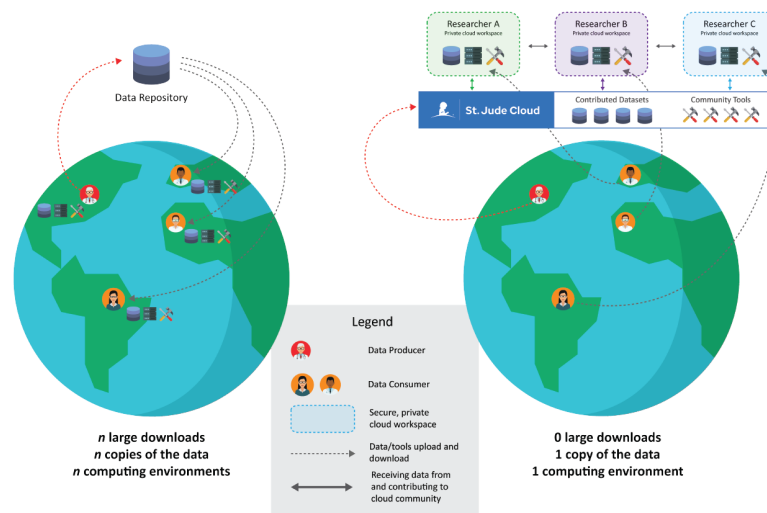 Data Repository
Researcher A
Private cloud workspace
Researcher B
Private cloud workspace
Researcher C
Private cloud workspace
St. Jude Cloud
Contributed Datasets
Community Tools
Legend
Data Producer
Data Consumer
Secure, private
cloud workspace
Data/tools upload and
download
Receiving data from
and contributing to
cloud community
n large downloads
n copies of the data
n computing environments
0 large downloads
1 copy of the data
1 computing environment